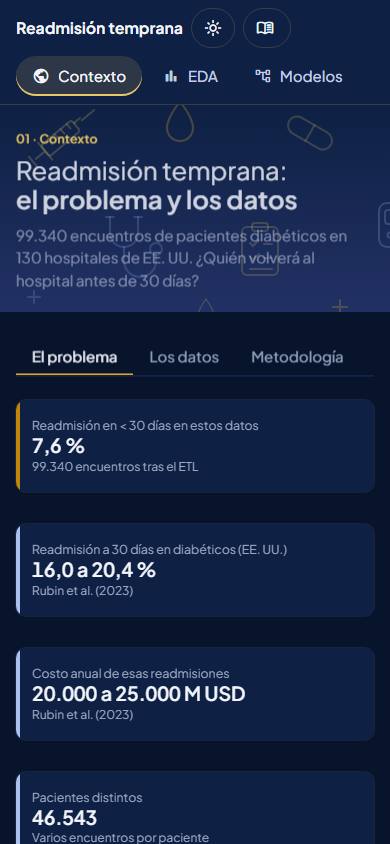 Readmisión temprana
Contexto
EDA
Modelos
01 · Contexto
Readmisión temprana:
el problema y los datos
99.340 encuentros de pacientes diabéticos en
130 hospitales de EE. UU. ¿Quién volverá al
hospital antes de 30 días?
El problema
Los datos
Metodología
Readmisión en < 30 días en estos datos
7,6 %
99.340 encuentros tras el ETL
Readmisión a 30 días en diabéticos (EE. UU.)
16,0 a 20,4 %
Rubin et al. (2023)
Costo anual de esas readmisiones
20.000 a 25.000 M USD
Rubin et al. (2023)
Pacientes distintos
46.543
Varios encuentros por paciente